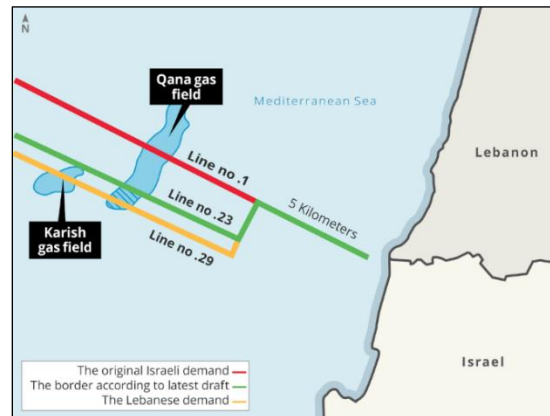 N
Qana gas
field
Mediterranean Sea
Lebanon
Line no .1
5 Kilometers
Line no .23
Karish
gas field
Line no .29
Israel
The original Israeli demand
The border according to latest draft
The Lebanese demand